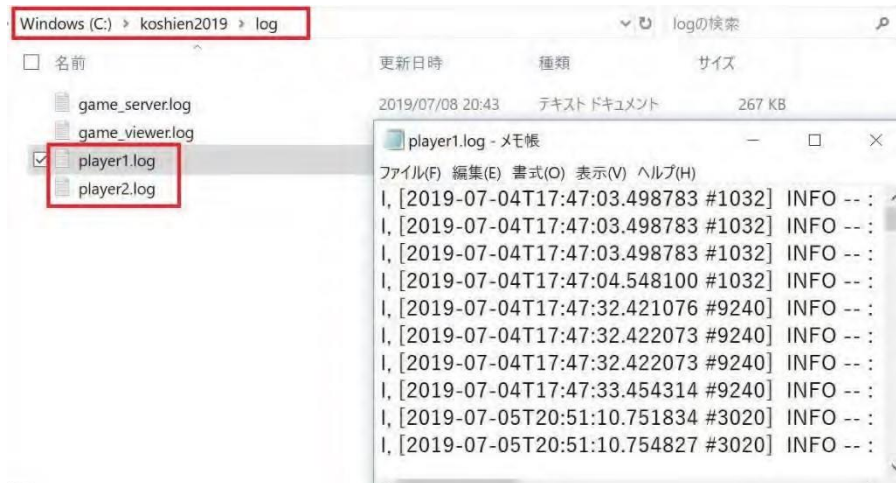 Windows (C:) > koshien2019 > log
logの検索
名前
更新日時
種類
サイズ
game_server.log
2019/07/08 20:43
テキスト ドキュメント
267 KB
game_viewer.log
player1.log
player2.log
player1.log - メモ帳
ファイル(F) 編集(E) 書式(O) 表示(V) ヘルプ(H)
I, [2019-07-04T17:47:03.498783 #1032] INFO -- :
I, [2019-07-04T17:47:03.498783 #1032] INFO -- :
I, [2019-07-04T17:47:03.498783 #1032] INFO -- :
I, [2019-07-04T17:47:04.548100 #1032] INFO -- :
I, [2019-07-04T17:47:32.421076 #9240] INFO -- :
I, [2019-07-04T17:47:32.422073 #9240] INFO -- :
I, [2019-07-04T17:47:32.422073 #9240] INFO -- :
I, [2019-07-04T17:47:33.454314 #9240] INFO -- :
I, [2019-07-05T20:51:10.751834 #3020] INFO -- :
I, [2019-07-05T20:51:10.754827 #3020] INFO -- :